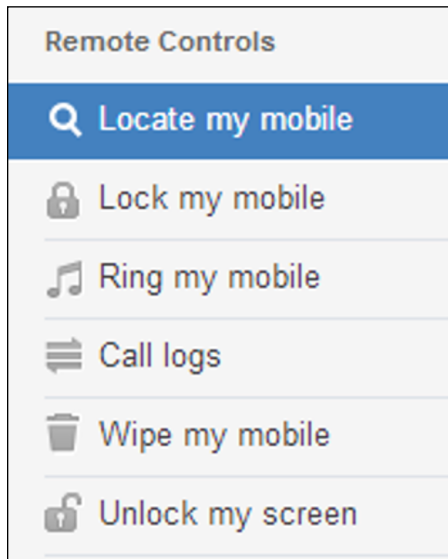 Remote Controls
Locate my mobile
Lock my mobile
Ring my mobile
Call logs
Wipe my mobile
Unlock my screen